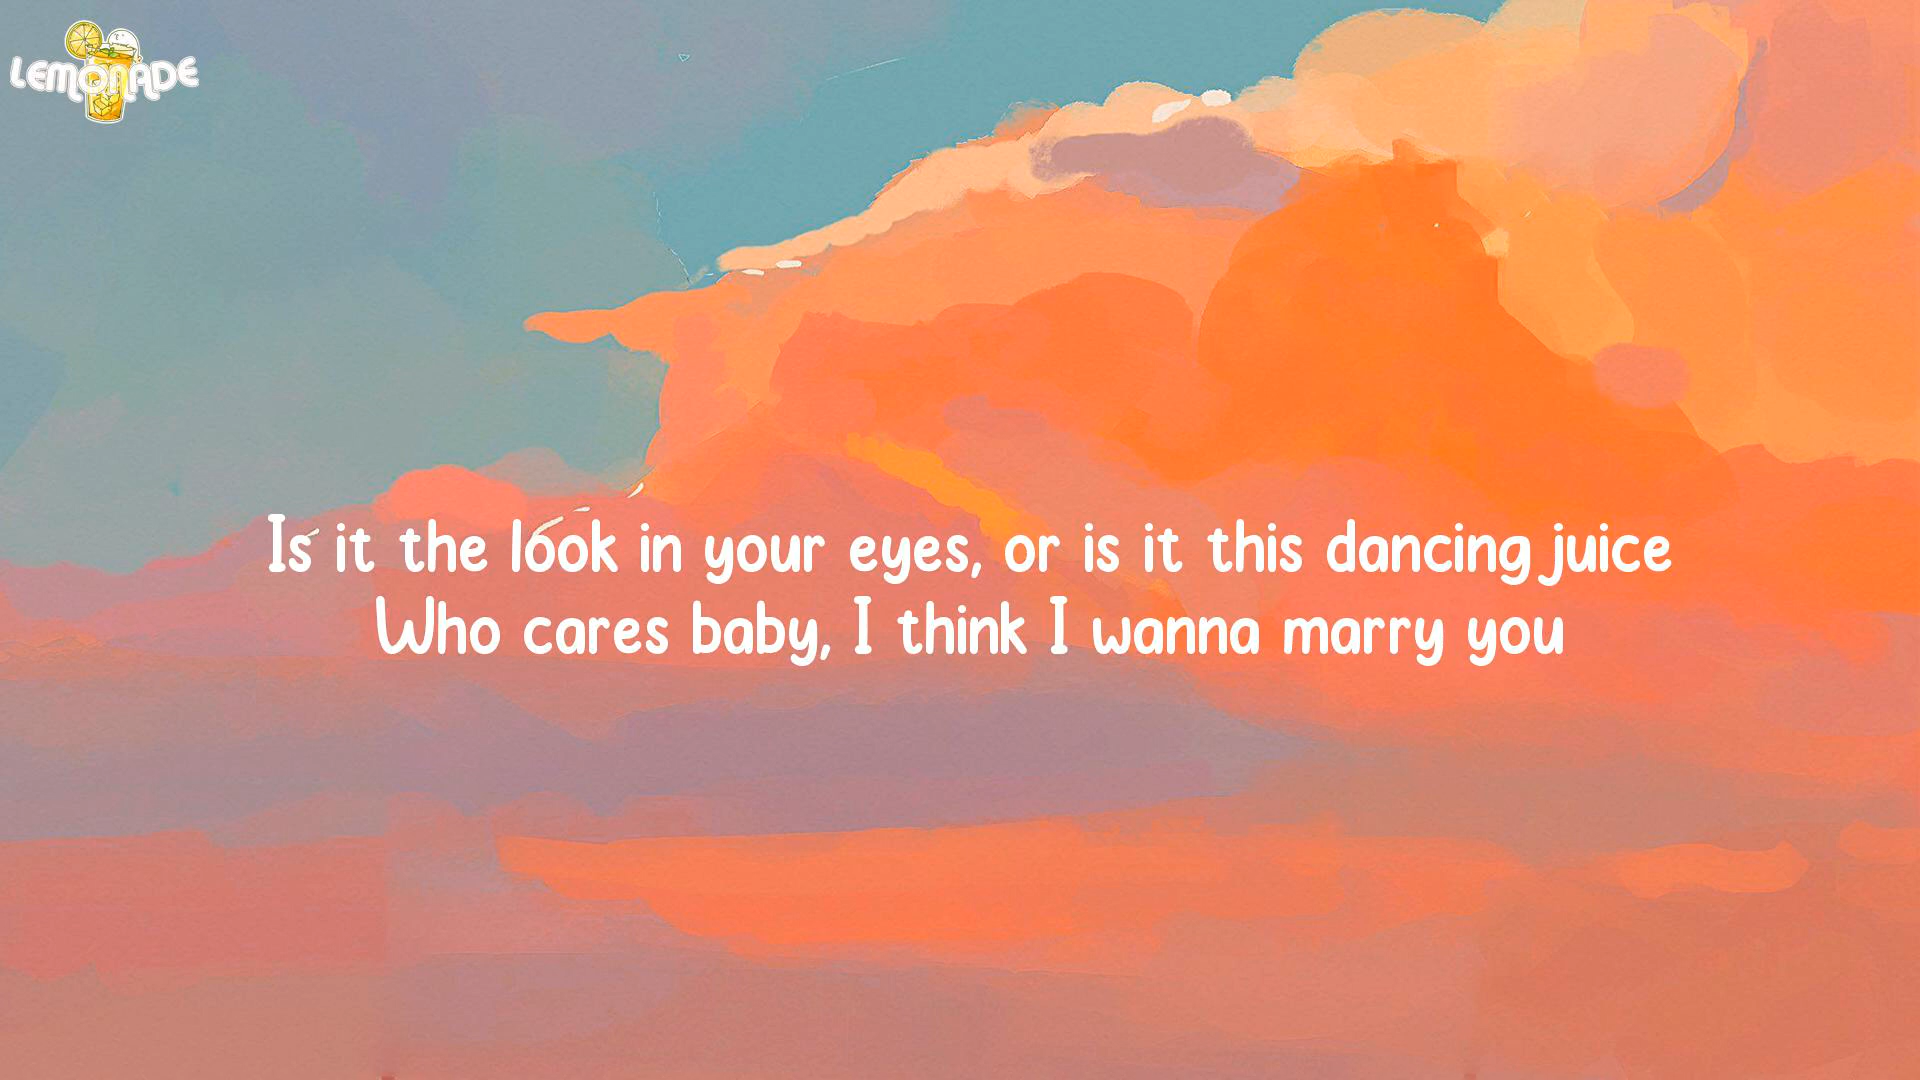 LEMONADE
Is it the look in your eyes, or is it this dancing juice
Who cares baby, I think I wanna marry you